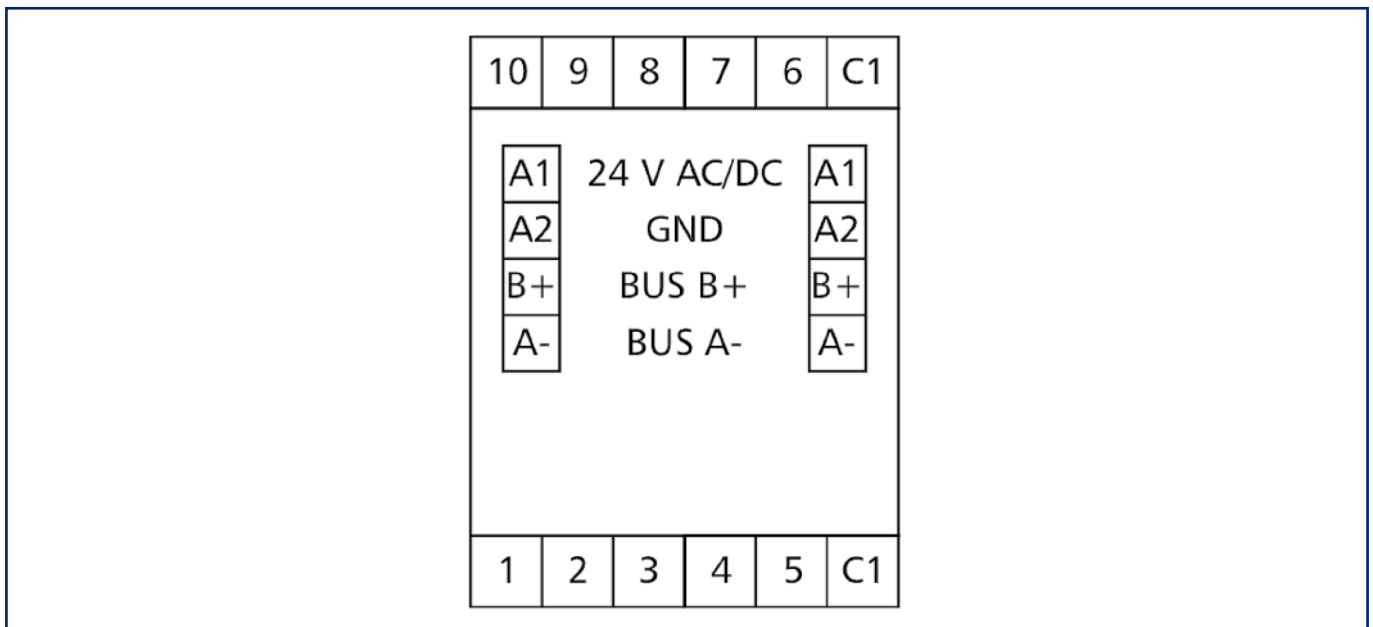 10 9 8 7 6 C1
A1 24 V AC/DC A1
A2 GND A2
B+ BUS B+ B+
A- BUS A- A-
1 2 3 4 5 C1